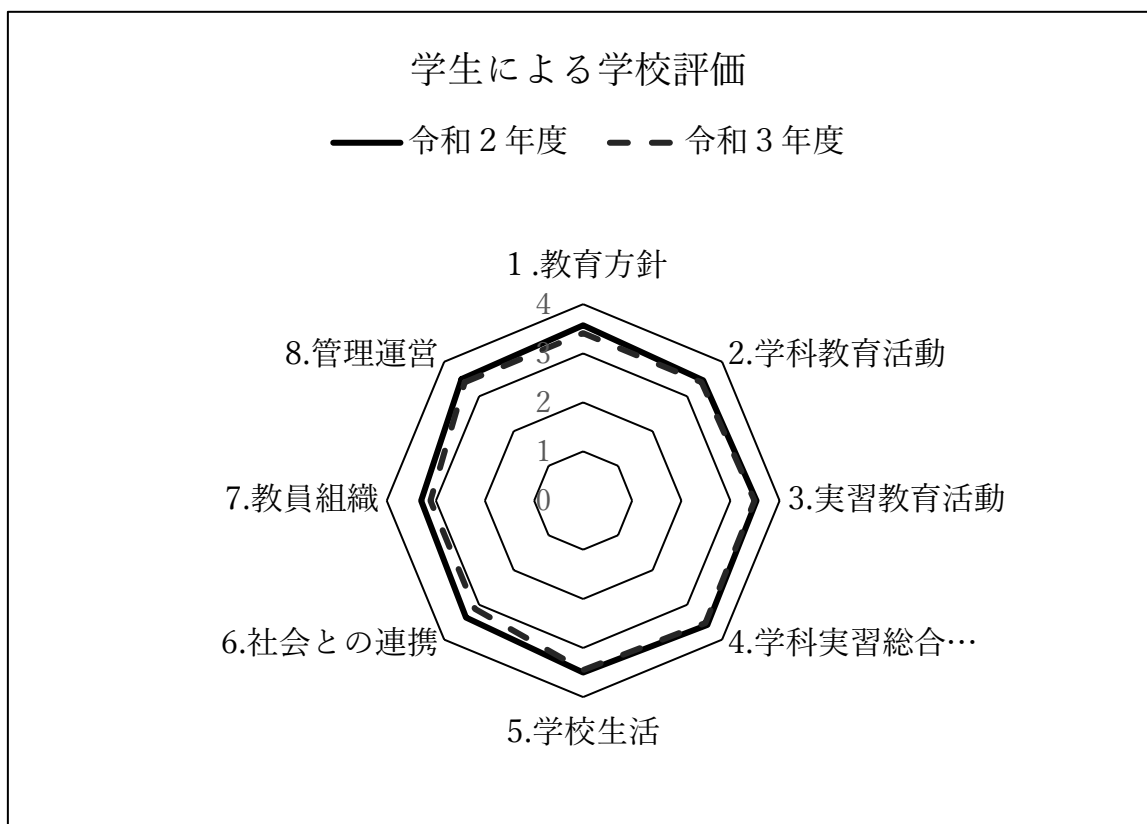 学生による学校評価
令和２年度 令和３年度
１.教育方針
4
8.管理運営 3 2.学科教育活動
2
1
7.教員組織 0 3.実習教育活動
6.社会との連携 4.学科実習総合…
5.学校生活